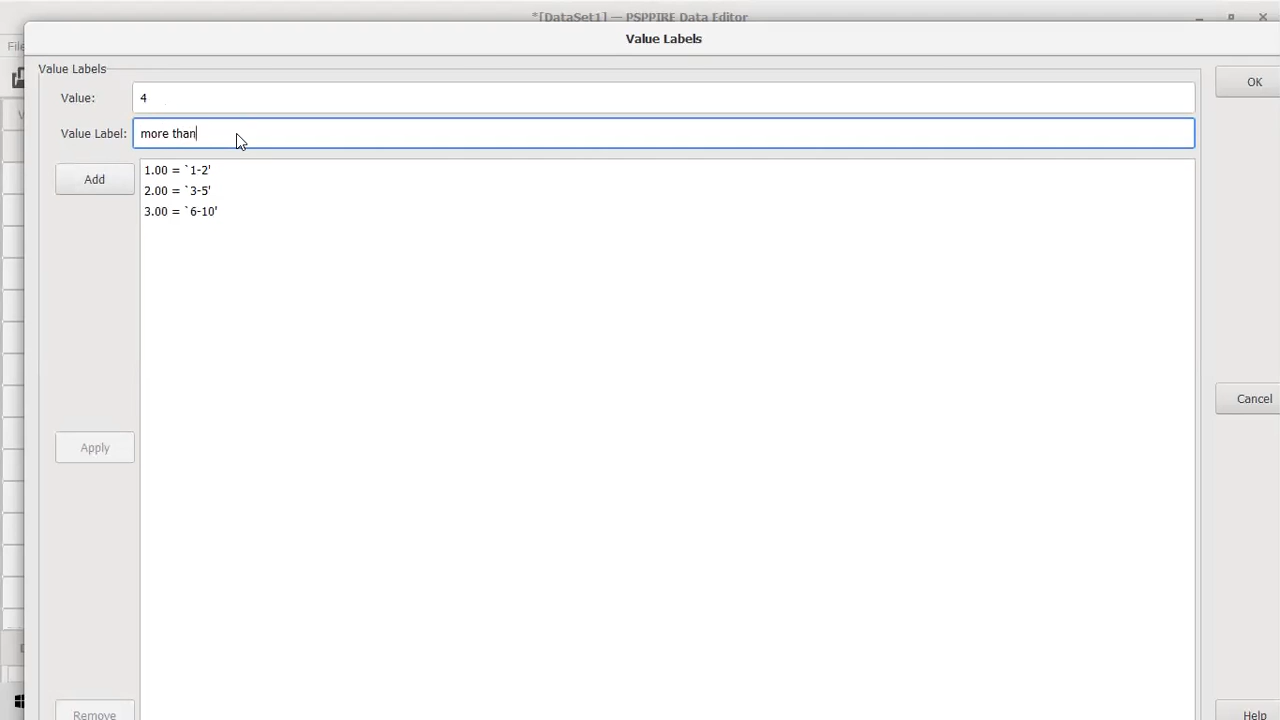 *[DataSet1] — PSPPIRE Data Editor
File
Value Labels
Value Labels
Value: 4
OK
Value Label: more than
Add
1.00 = `1-2'
2.00 = `3-5'
3.00 = `6-10'
Cancel
Apply
Remove
Help